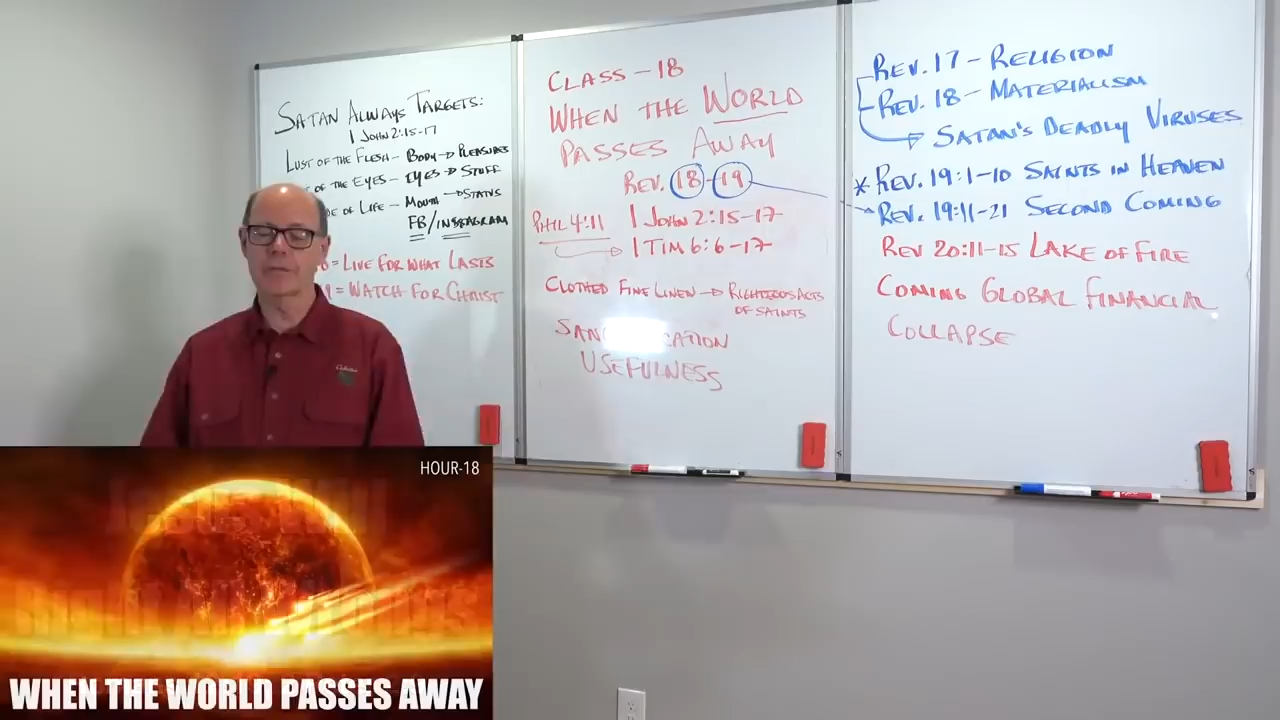 SATAN ALWAYS TARGETS:
1 JOHN 2:15-17
LUST OF THE FLESH - BODY → PLEASURES
OF THE EYES - EYES → STUFF
OF LIFE - MOUTH → STATUS
FB/INSTAGRAM
= LIVE FOR WHAT LASTS
= WATCH FOR CHRIST
CLASS - 18
WHEN THE WORLD
PASSES AWAY
REV. 18-19
PHIL 4:11 1 JOHN 2:15-17
→ 1 TIM 6:6-17
CLOTHED FINE LINEN → RIGHTEOUS ACTS
OF SAINTS
USEFULNESS
REV. 17 - RELIGION
REV. 18 - MATERIALISM
→ SATAN'S DEADLY VIRUSES
* REV. 19:1-10 SAINTS IN HEAVEN
REV. 19:11-21 SECOND COMING
REV 20:11-15 LAKE OF FIRE
COMING GLOBAL FINANCIAL
COLLAPSE
HOUR-18
WHEN THE WORLD PASSES AWAY